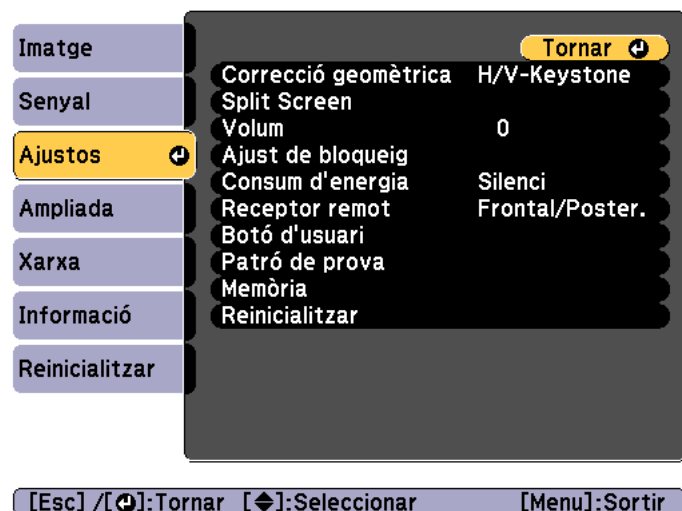 Imatge
Senyal
Ajustos
Ampliada
Xarxa
Informació
Reinicialitzar
Tornar
Correcció geomètrica H/V-Keystone
Split Screen
Volum 0
Ajust de bloqueig
Consum d'energia Silenci
Receptor remot Frontal/Poster.
Botó d'usuari
Patró de prova
Memòria
Reinicialitzar
[Esc] /[⏎]:Tornar [◆]:Seleccionar [Menu]:Sortir